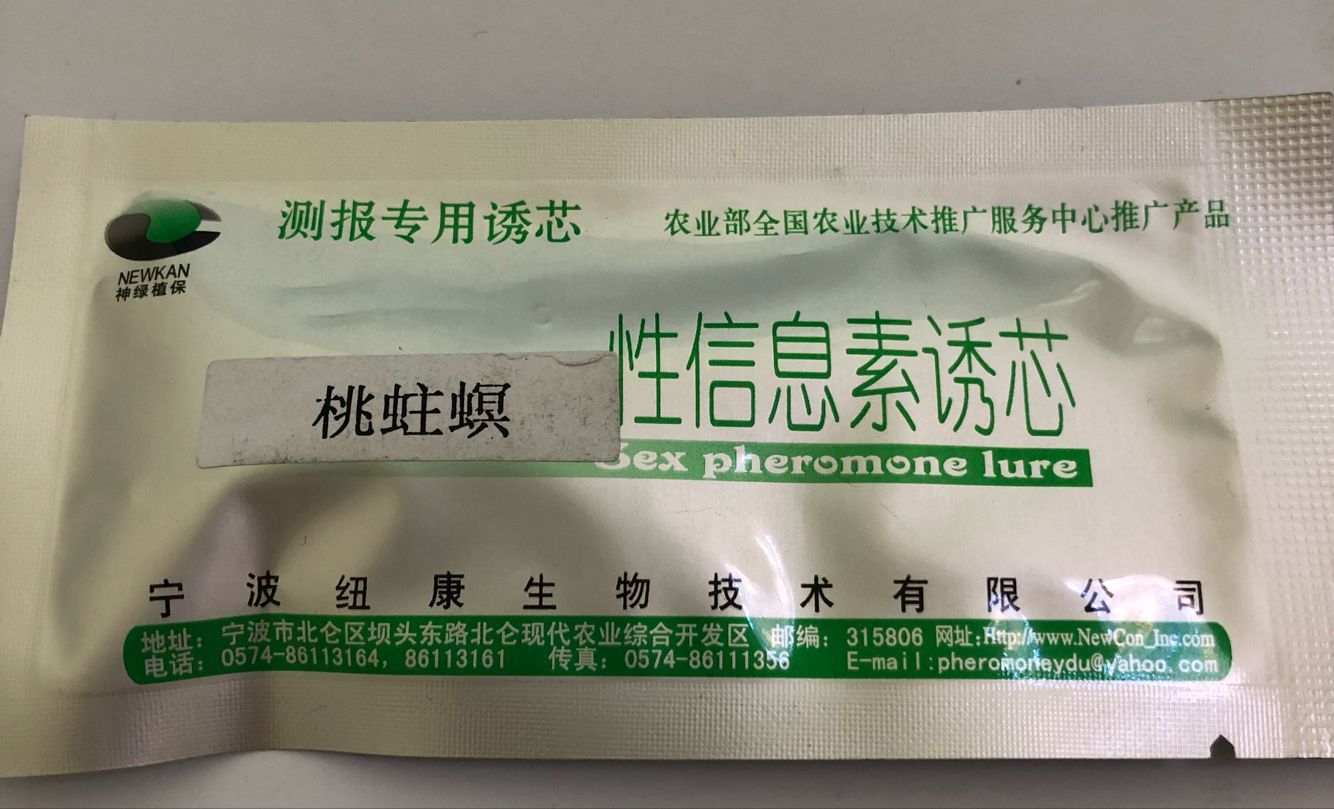 测报专用诱芯
农业部全国农业技术推广服务中心推广产品
NEWKAN
神绿植保
性信息素诱芯
桃蛀螟
Sex pheromone lure
宁波纽康生物技术有限公司
地址：宁波市北仑区坝头东路北仑现代农业综合开发区 邮编：315806 网址:Http://www.NewCon_Inc.com
电话：0574-86113164，86113161 传真：0574-86111356 E-mail:pheromoneydu@yahoo.com